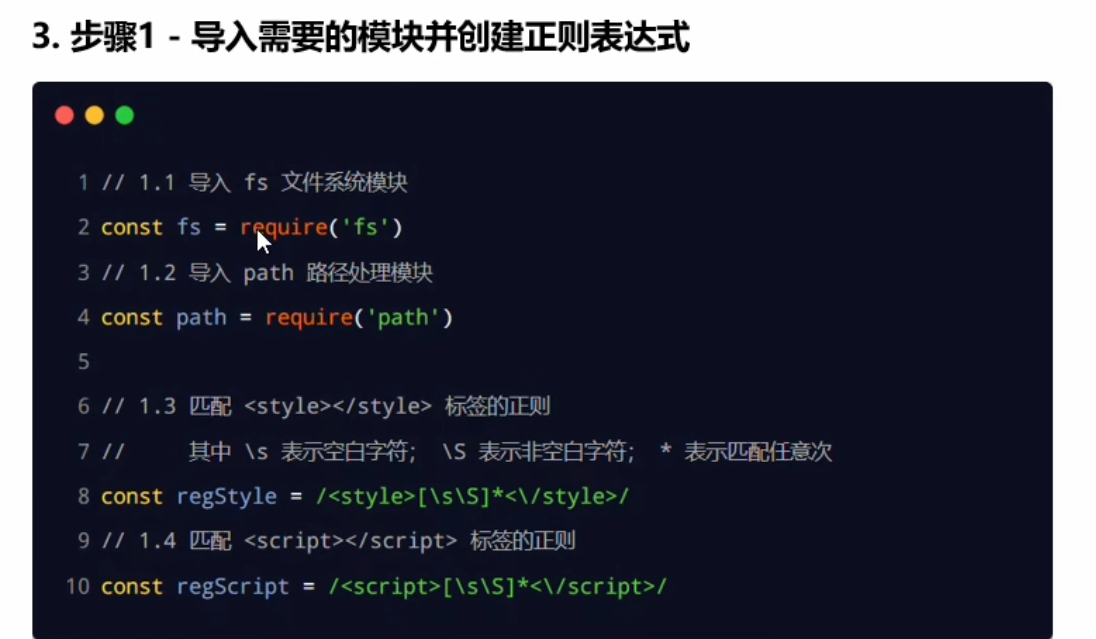 3. 步骤1 - 导入需要的模块并创建正则表达式
1 // 1.1 导入 fs 文件系统模块
2 const fs = require('fs')
3 // 1.2 导入 path 路径处理模块
4 const path = require('path')
5
6 // 1.3 匹配 <style></style> 标签的正则
7 //     其中 \s 表示空白字符； \S 表示非空白字符； * 表示匹配任意次
8 const regStyle = /<style>[\s\S]*<\/style>/
9 // 1.4 匹配 <script></script> 标签的正则
10 const regScript = /<script>[\s\S]*<\/script>/